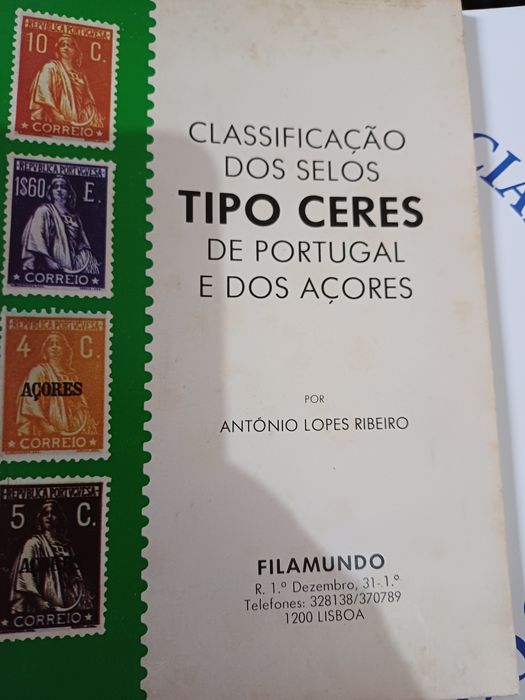 REPUBLICA PORTUGUESA
10 C.
CORREIO
REPUBLICA PORTUGUESA
1$60 E.
CORREIO
REPUBLICA PORTUGUESA
4 C.
AÇORES
CORREIO
REPUBLICA PORTUGUESA
5 C.
AÇORES
CORREIO
CLASSIFICAÇÃO
DOS SELOS
TIPO CERES
DE PORTUGAL
E DOS AÇORES
POR
ANTÓNIO LOPES RIBEIRO
FILAMUNDO
R. 1.º Dezembro, 31-1.º
Telefones: 328138/370789
1200 LISBOA